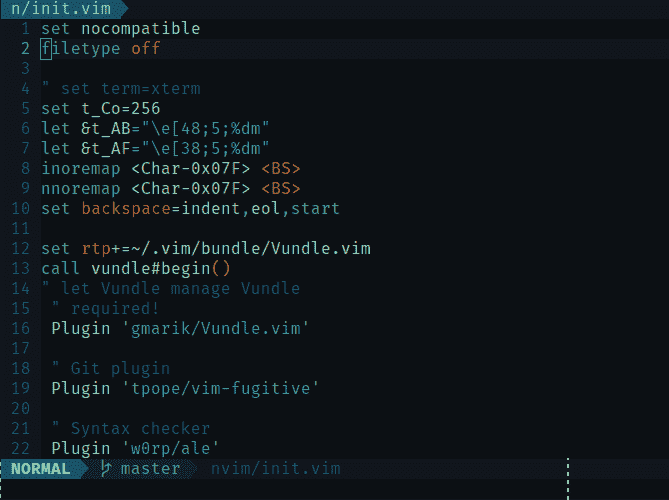 n/init.vim
1 set nocompatible
2 filetype off
3
4 " set term=xterm
5 set t_Co=256
6 let &t_AB="\e[48;5;%dm"
7 let &t_AF="\e[38;5;%dm"
8 inoremap <Char-0x07F> <BS>
9 nnoremap <Char-0x07F> <BS>
10 set backspace=indent,eol,start
11
12 set rtp+=~/.vim/bundle/Vundle.vim
13 call vundle#begin()
14 " let Vundle manage Vundle
15  " required!
16  Plugin 'gmarik/Vundle.vim'
17
18  " Git plugin
19  Plugin 'tpope/vim-fugitive'
20
21  " Syntax checker
22  Plugin 'w0rp/ale'
NORMAL master nvim/init.vim